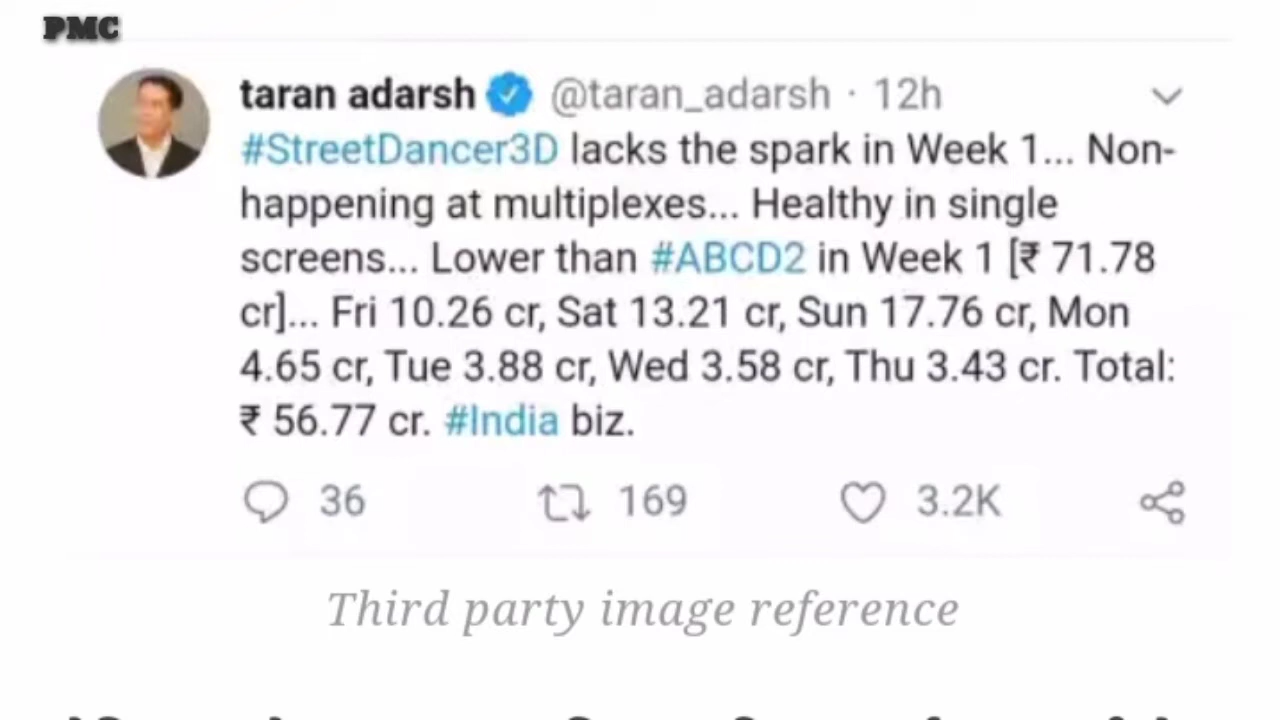 PMC
taran adarsh @taran_adarsh · 12h
#StreetDancer3D lacks the spark in Week 1... Non-
happening at multiplexes... Healthy in single
screens... Lower than #ABCD2 in Week 1 [₹ 71.78
cr]... Fri 10.26 cr, Sat 13.21 cr, Sun 17.76 cr, Mon
4.65 cr, Tue 3.88 cr, Wed 3.58 cr, Thu 3.43 cr. Total:
₹ 56.77 cr. #India biz.
36 169 3.2K
Third party image reference